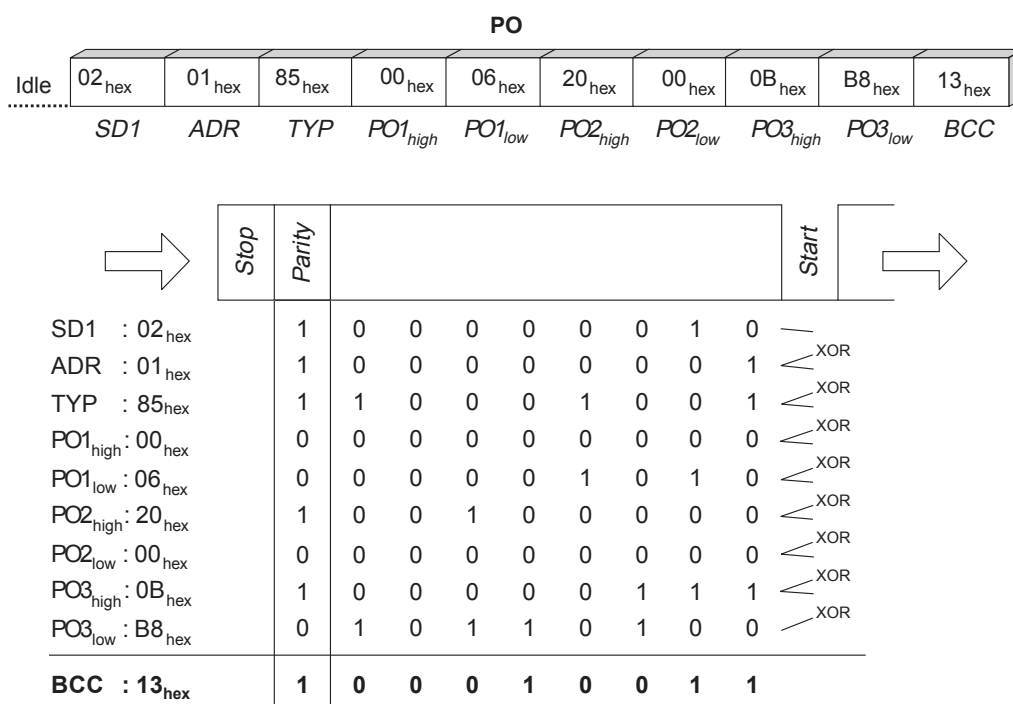 PO
Idle 02hex 01hex 85hex 00hex 06hex 20hex 00hex 0Bhex B8hex 13hex
SD1 ADR TYP PO1high PO1low PO2high PO2low PO3high PO3low BCC
Stop Parity Start
SD1 : 02hex 1 0 0 0 0 0 0 1 0
XOR
ADR : 01hex 1 0 0 0 0 0 0 0 1
XOR
TYP : 85hex 1 1 0 0 0 1 0 0 1
XOR
PO1high : 00hex 0 0 0 0 0 0 0 0 0
XOR
PO1low : 06hex 0 0 0 0 0 1 0 1 0
XOR
PO2high : 20hex 1 0 0 1 0 0 0 0 0
XOR
PO2low : 00hex 0 0 0 0 0 0 0 0 0
XOR
PO3high : 0Bhex 1 0 0 0 0 0 1 1 1
XOR
PO3low : B8hex 0 1 0 1 1 0 1 0 0
BCC : 13hex 1 0 0 0 1 0 0 1 1